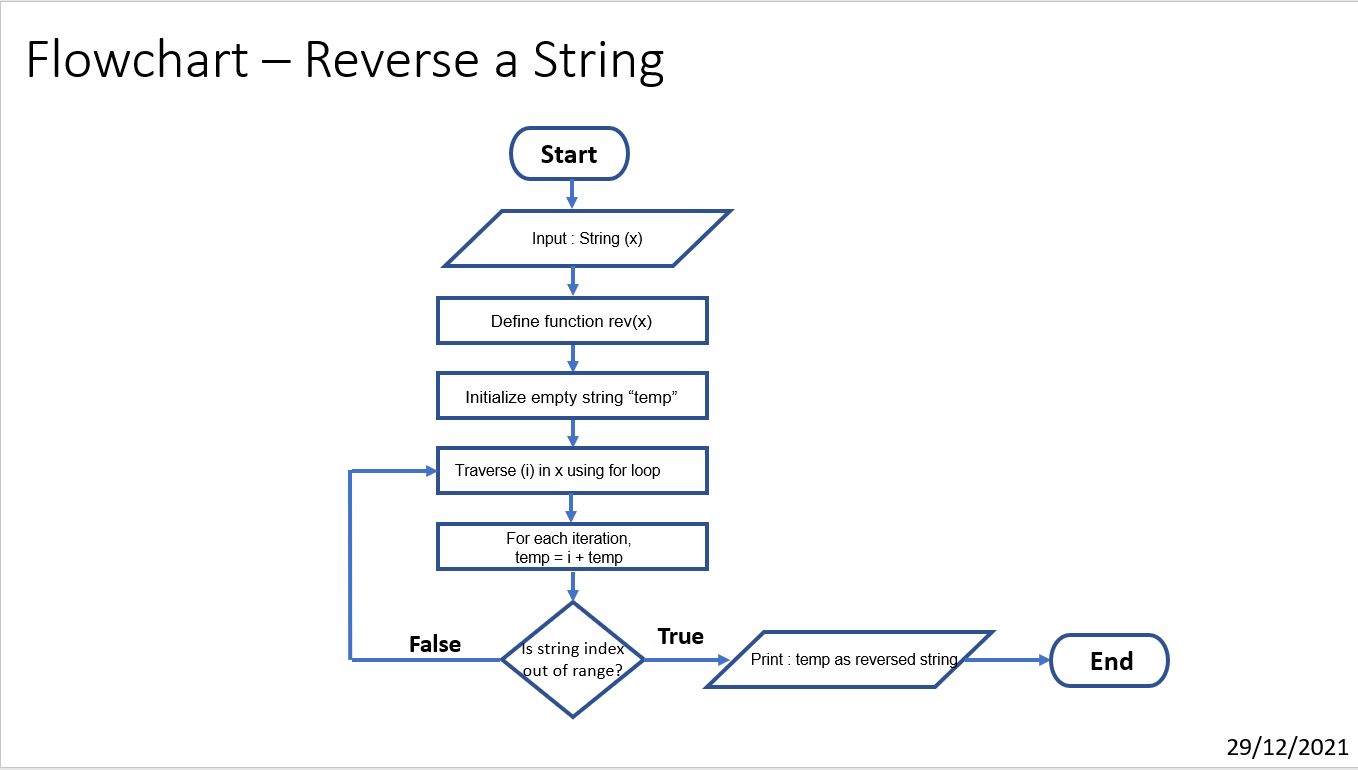 Flowchart – Reverse a String
Start
Input : String (x)
Define function rev(x)
Initialize empty string “temp”
Traverse (i) in x using for loop
For each iteration,
temp = i + temp
Is string index
out of range?
False
True
Print : temp as reversed string
End
29/12/2021